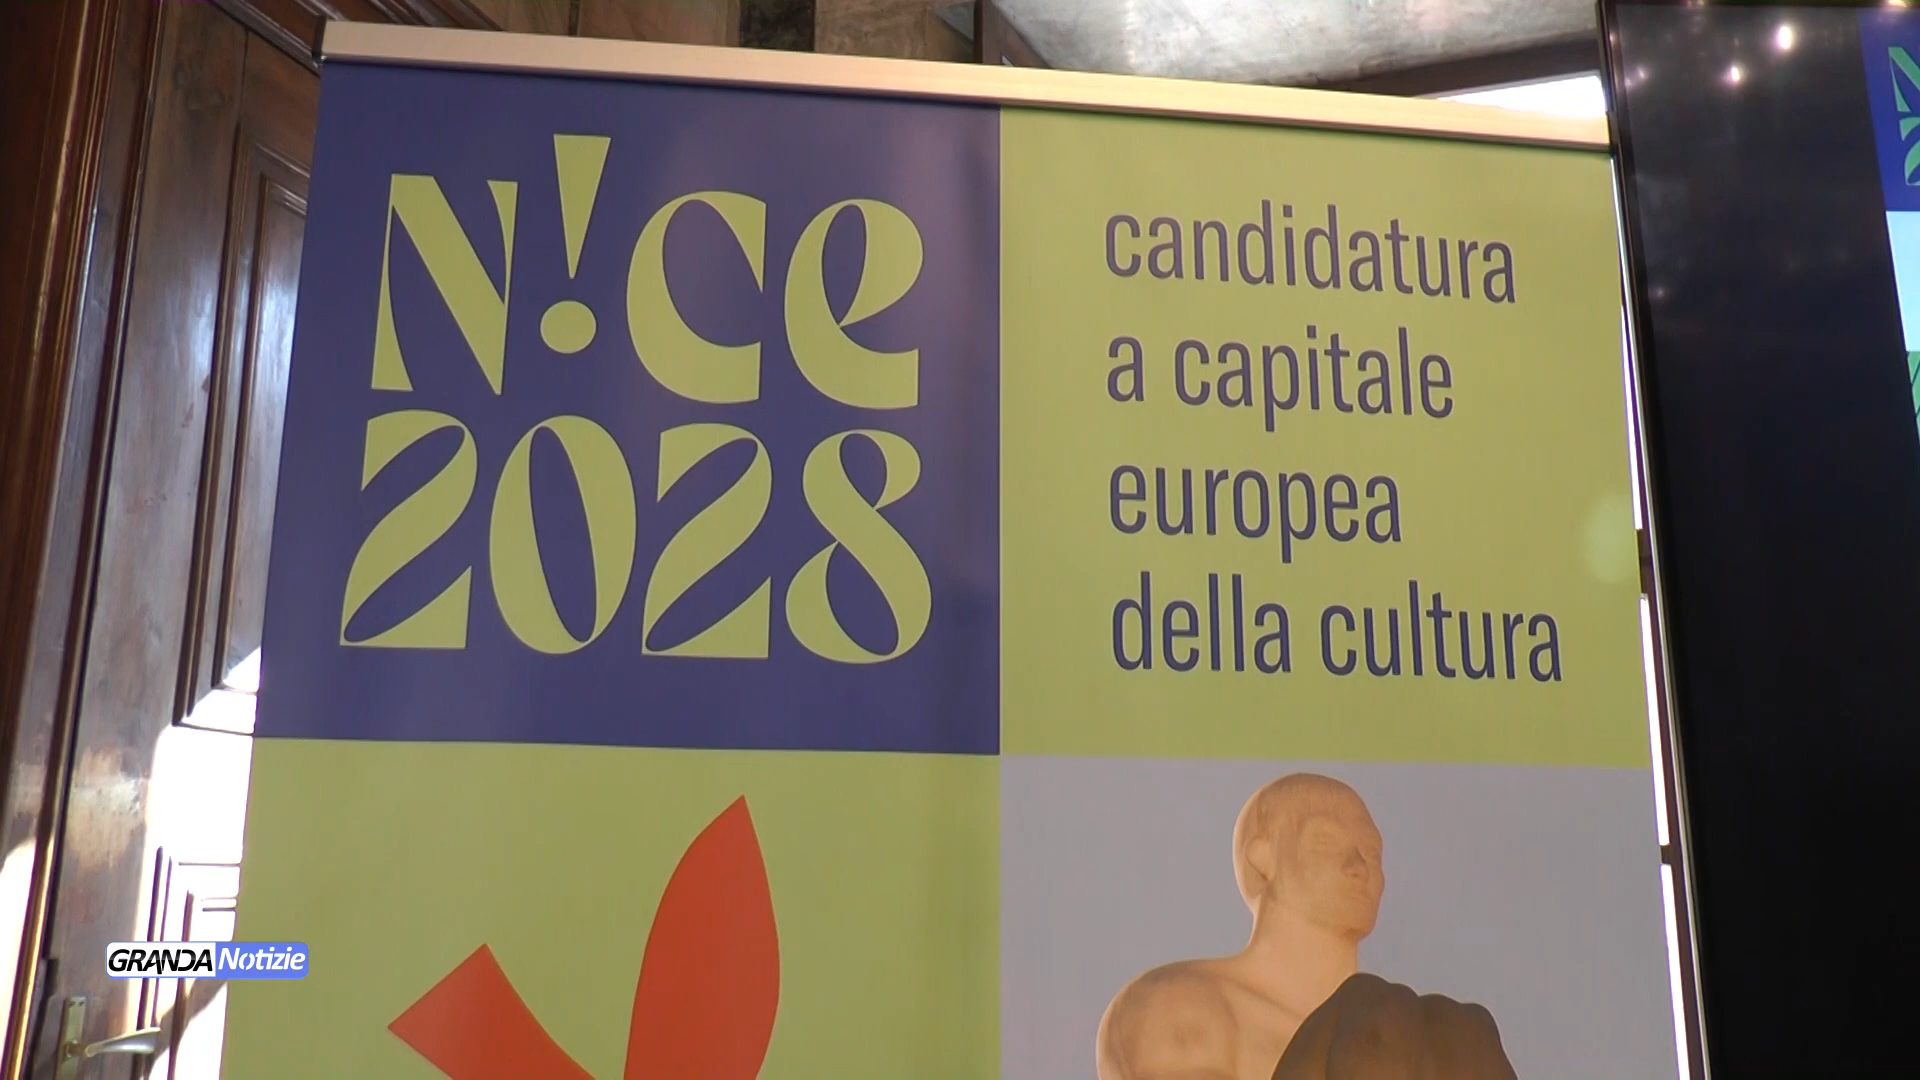 N!ce
2028
candidatura
a capitale
europea
della cultura
GRANDA Notizie